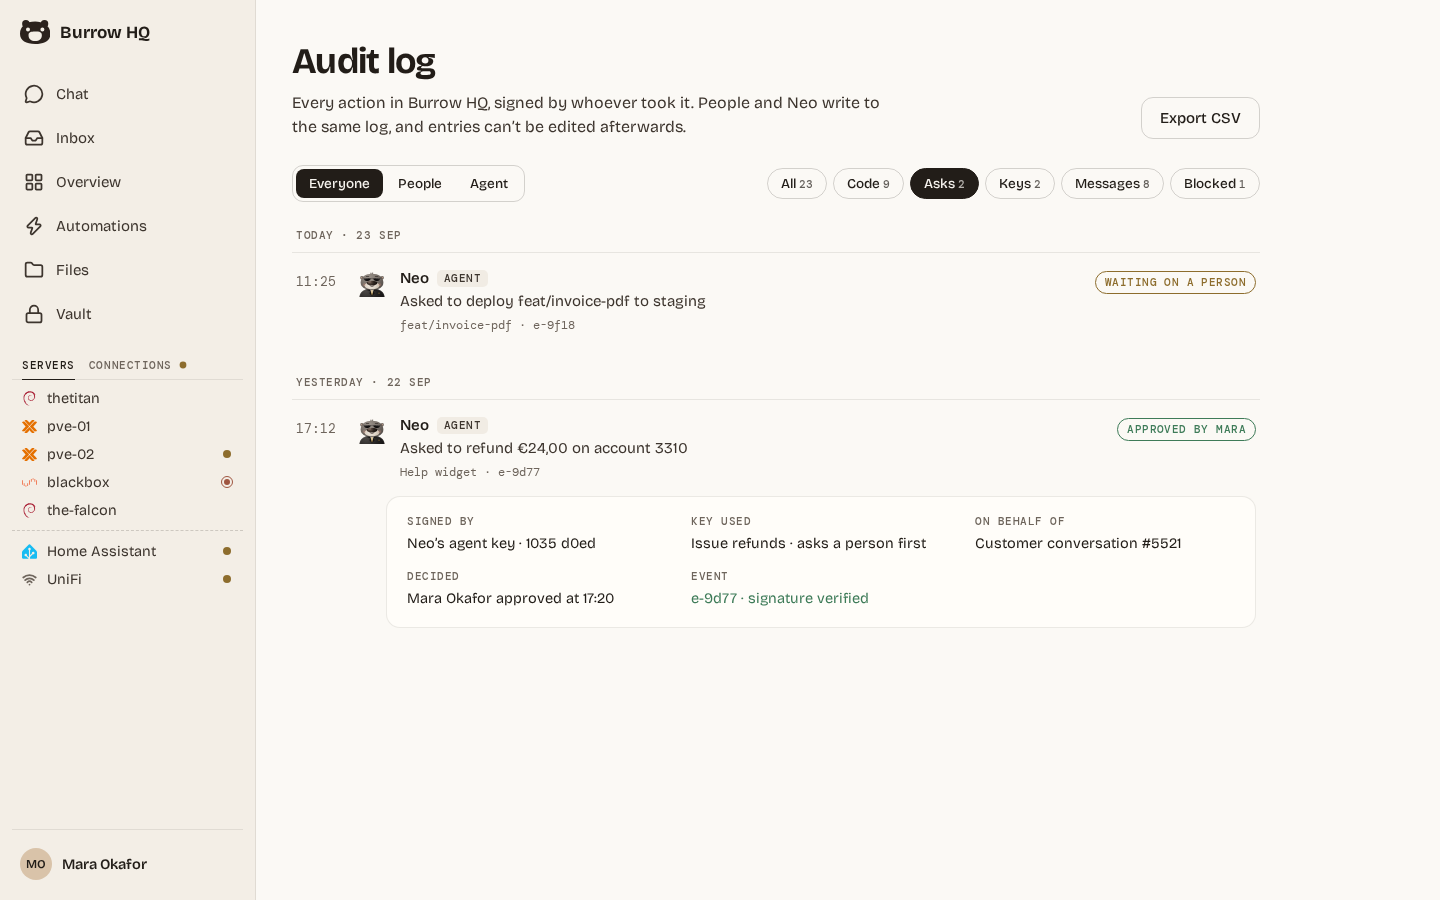 Burrow HQ
Chat
Inbox
Overview
Automations
Files
Vault
SERVERS CONNECTIONS
thetitan
pve-01
pve-02
blackbox
the-falcon
Home Assistant
UniFi
MO Mara Okafor
Audit log
Every action in Burrow HQ, signed by whoever took it. People and Neo write to
the same log, and entries can't be edited afterwards.
Export CSV
Everyone People Agent
All 23 Code 9 Asks 2 Keys 2 Messages 8 Blocked 1
TODAY · 23 SEP
11:25 Neo AGENT WAITING ON A PERSON
Asked to deploy feat/invoice-pdf to staging
feat/invoice-pdf · e-9f18
YESTERDAY · 22 SEP
17:12 Neo AGENT APPROVED BY MARA
Asked to refund €24,00 on account 3310
Help widget · e-9d77
SIGNED BY KEY USED ON BEHALF OF
Neo's agent key · 1035 d0ed Issue refunds · asks a person first Customer conversation #5521
DECIDED EVENT
Mara Okafor approved at 17:20 e-9d77 · signature verified